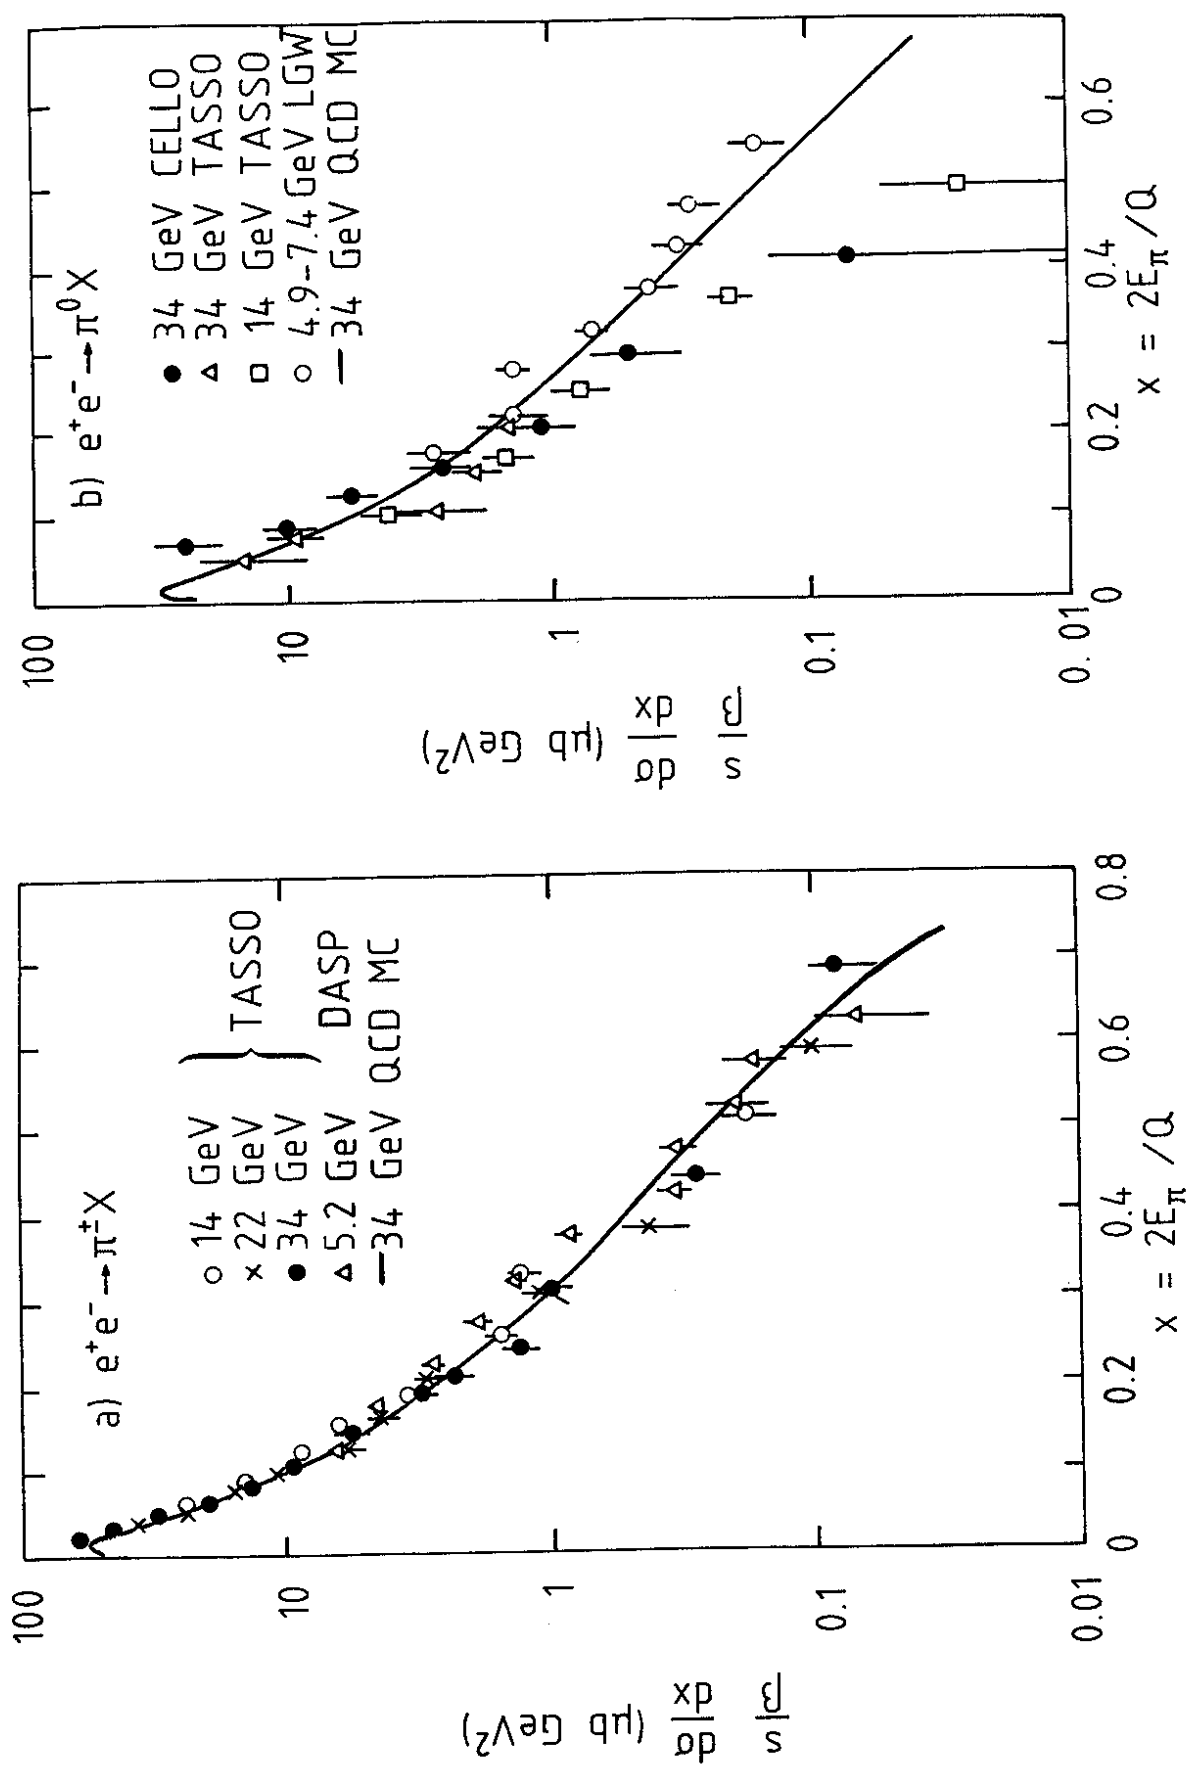 a) e⁺e⁻→π±X
○ 14 GeV
× 22 GeV
● 34 GeV
TASSO
△ 5.2 GeV DASP
— 34 GeV QCD MC
s/β dσ/dx (μb GeV²)
100
10
1
0.1
0.01
0 0.2 0.4 0.6 0.8
x = 2Eπ/Q
b) e⁺e⁻→π⁰X
● 34 GeV CELLO
△ 34 GeV TASSO
□ 14 GeV TASSO
○ 4.9–7.4 GeV LGW
— 34 GeV QCD MC
s/β dσ/dx (μb GeV²)
100
10
1
0.1
0.01
0 0.2 0.4 0.6
x = 2Eπ/Q